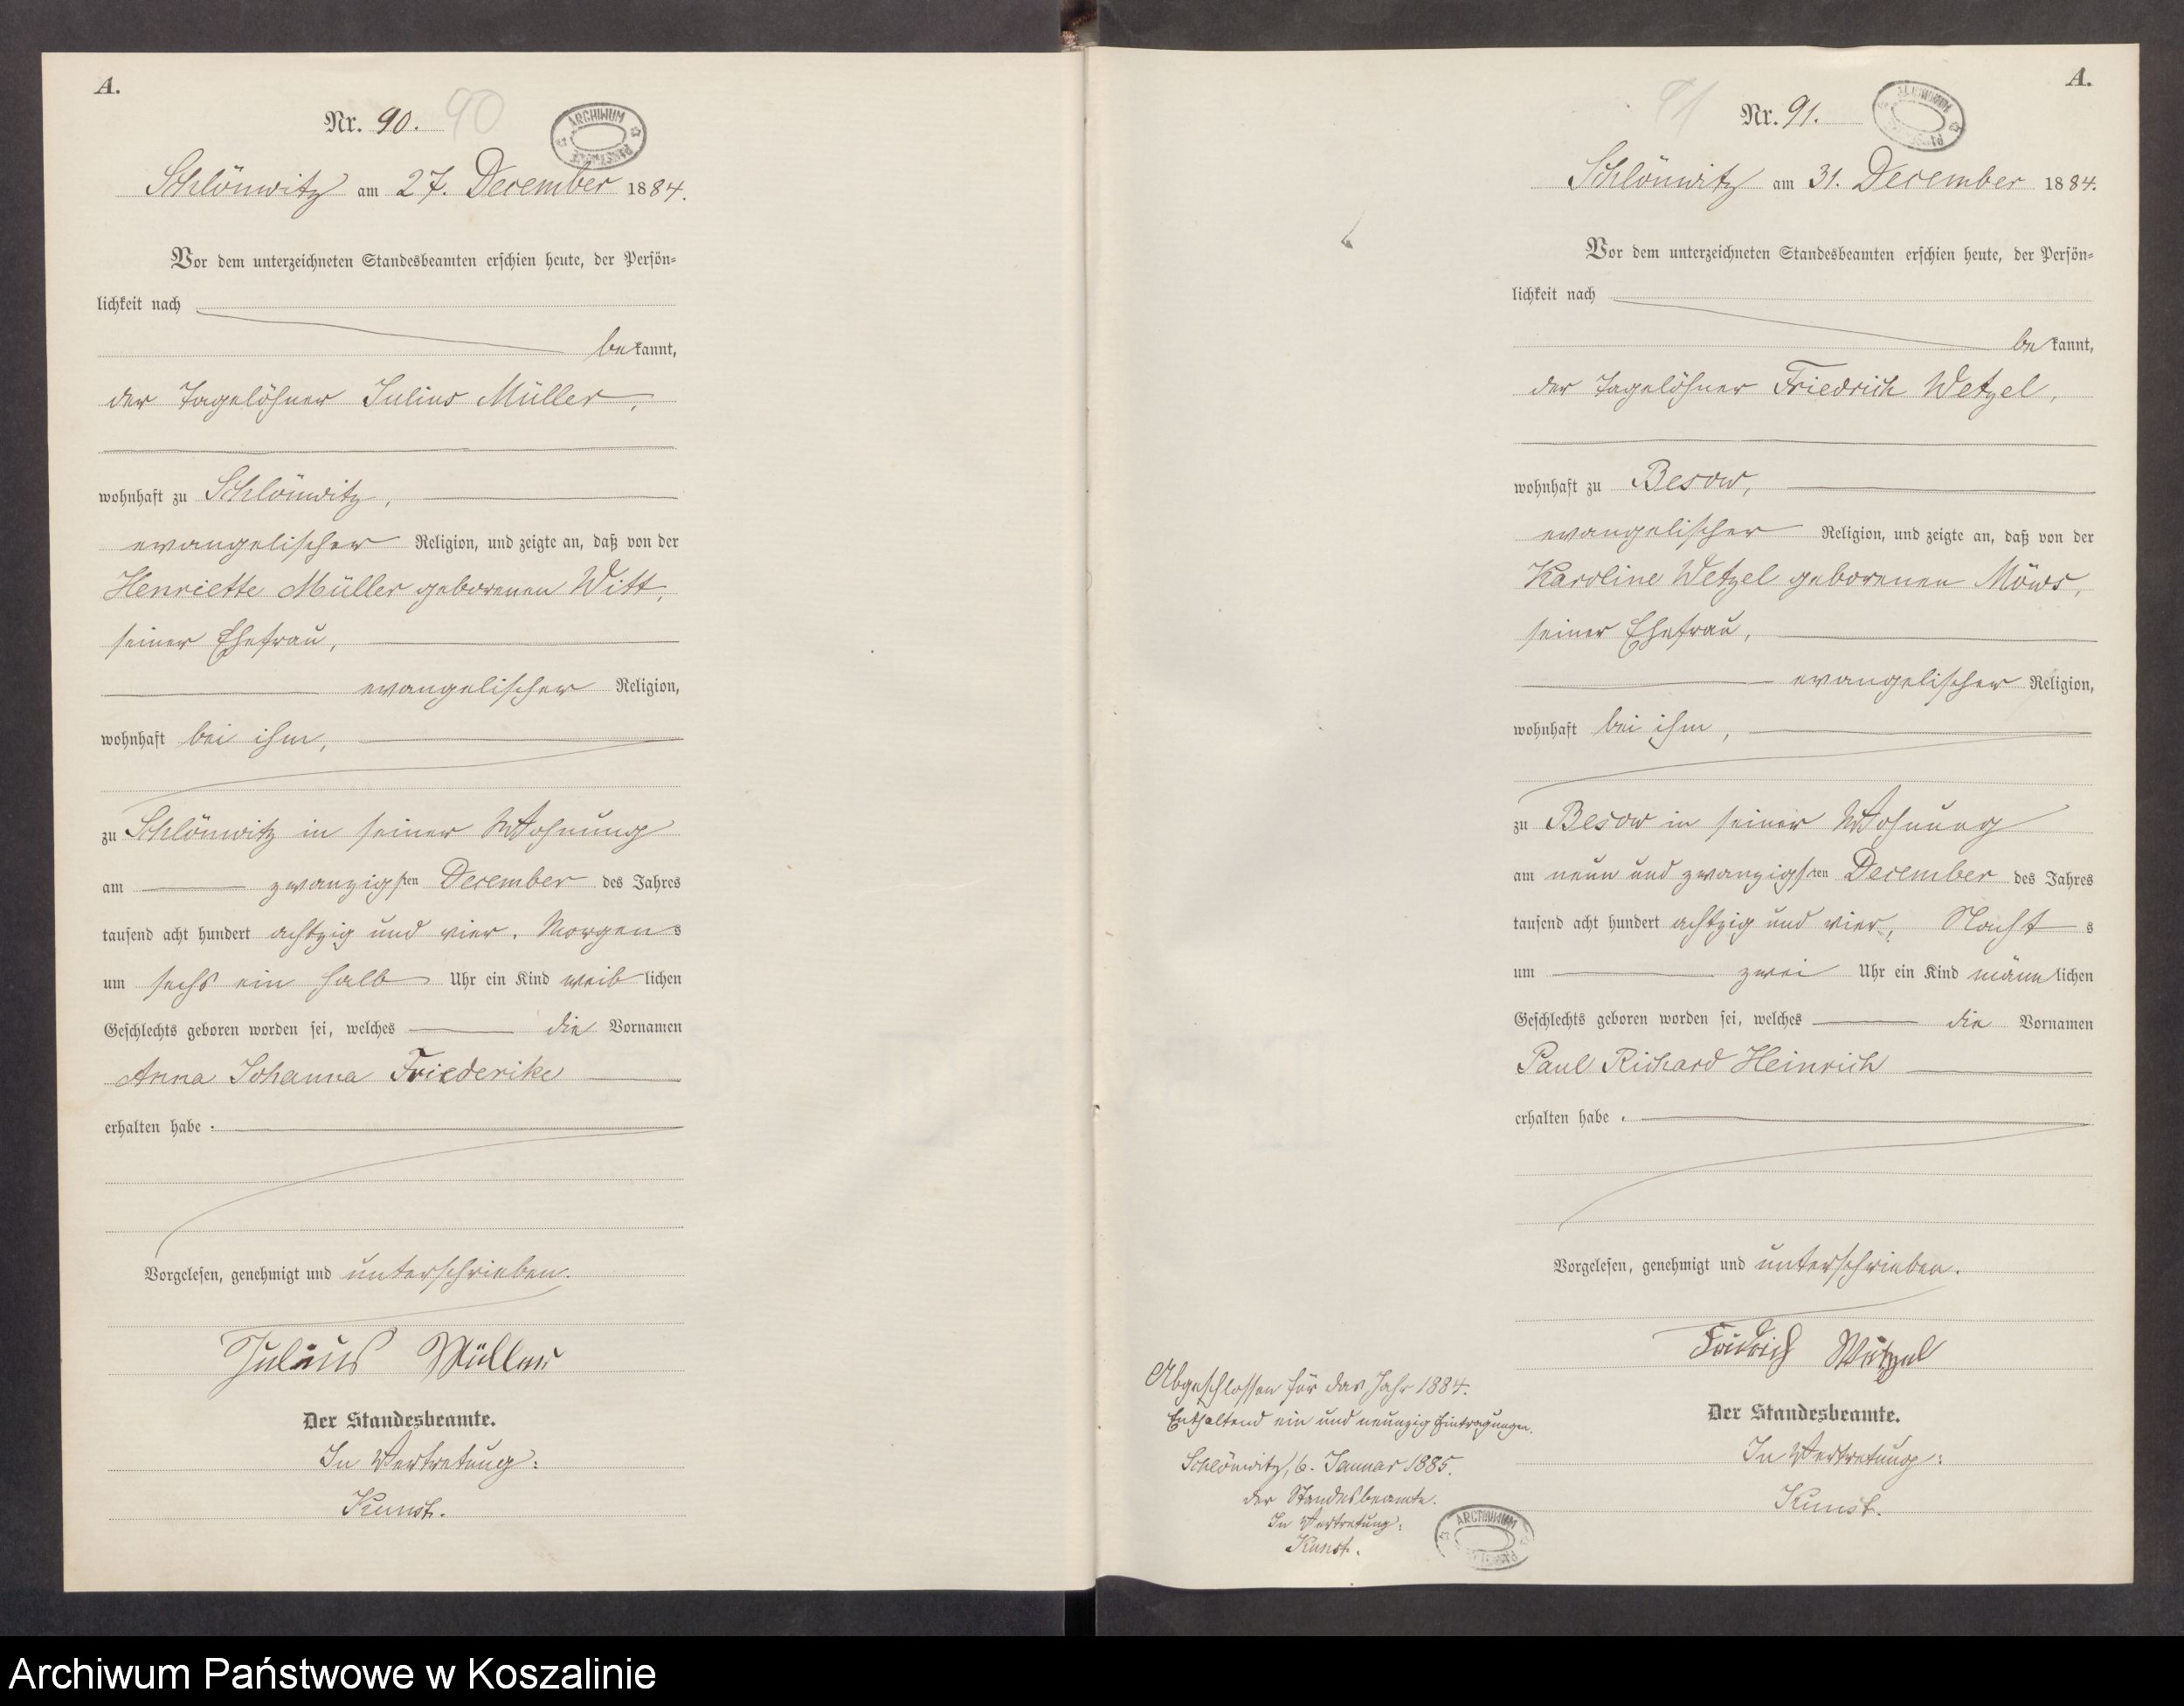 A.
Nr. 90. 90
ARCHIWUM PAŃSTWOWE
Schlönwitz am 27. December 1884.
Vor dem unterzeichneten Standesbeamten erschien heute, der Persön-
lichkeit nach
bekannt,
der Tagelöhner Julius Müller,
wohnhaft zu Schlönwitz,
evangelischer Religion, und zeigte an, daß von der
Henriette Müller geborenen Witt,
seiner Ehefrau,
evangelischer Religion,
wohnhaft bei ihm,
zu Schlönwitz in seiner Wohnung
am zwanzigsten December des Jahres
tausend acht hundert achtzig und vier, Morgens
um sechs ein halb Uhr ein Kind weiblichen
Geschlechts geboren worden sei, welches die Vornamen
Anna Johanna Friederike
erhalten habe.
Vorgelesen, genehmigt und unterschrieben.
Julius Müller
Der Standesbeamte.
In Vertretung:
Kunst.
A.
91 Nr. 91.
ARCHIWUM
Schlönwitz am 31. December 1884.
Vor dem unterzeichneten Standesbeamten erschien heute, der Persön-
lichkeit nach
bekannt,
der Tagelöhner Friedrich Wetzel,
wohnhaft zu Besow,
evangelischer Religion, und zeigte an, daß von der
Karoline Wetzel geborenen Möws,
seiner Ehefrau,
evangelischer Religion,
wohnhaft bei ihm,
zu Besow in seiner Wohnung
am neun und zwanzigsten December des Jahres
tausend acht hundert achtzig und vier, Nachts
um zwei Uhr ein Kind männlichen
Geschlechts geboren worden sei, welches die Vornamen
Paul Richard Heinrich
erhalten habe.
Vorgelesen, genehmigt und unterschrieben.
Friedrich Wetzel
Der Standesbeamte.
In Vertretung:
Kunst.
Abgeschlossen für das Jahr 1884.
Enthaltend ein und neunzig Eintragungen.
Schlönwitz, 6. Januar 1885.
der Standesbeamte.
In Vertretung:
Kunst.
ARCHIWUM
Archiwum Państwowe w Koszalinie